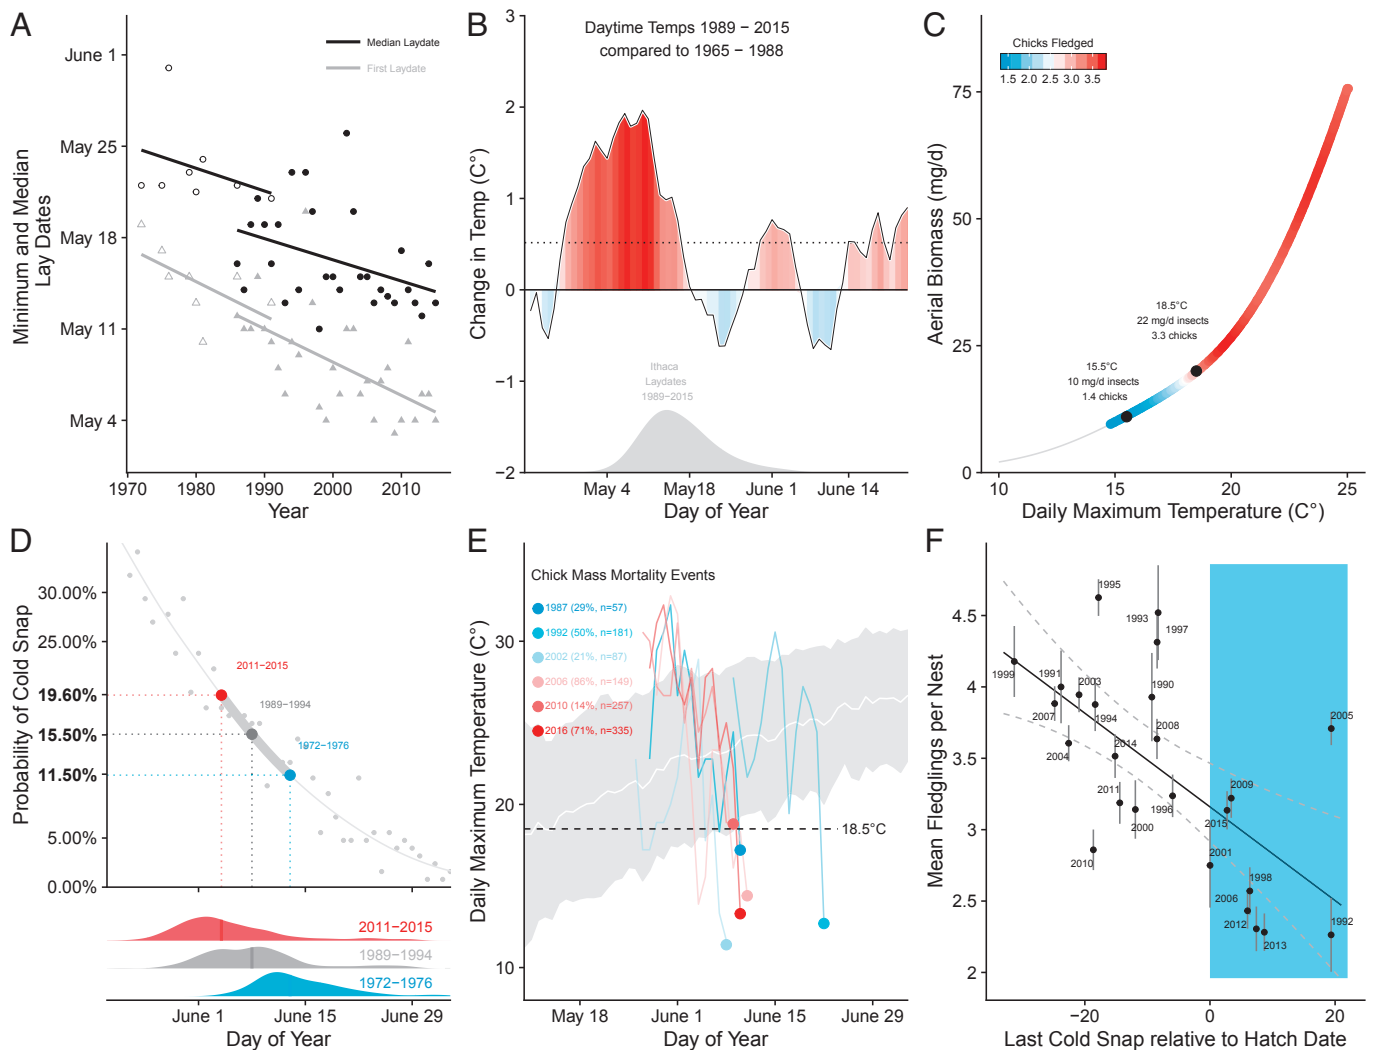 A
Minimum and Median
Lay Dates
June 1
May 25
May 18
May 11
May 4
Median Laydate
First Laydate
1970
1980
1990
2000
2010
Year
B
Daytime Temps 1989 − 2015
compared to 1965 − 1988
Change in Temp (C°)
3
2
1
0
−1
−2
Ithaca
Laydates
1989−2015
May 4
May18
June 1
June 14
Day of Year
C
Chicks Fledged
1.5 2.0 2.5 3.0 3.5
Aerial Biomass (mg/d)
75
50
25
0
18.5°C
22 mg/d insects
3.3 chicks
15.5°C
10 mg/d insects
1.4 chicks
10
15
20
25
Daily Maximum Temperature (C°)
D
Probability of Cold Snap
30.00%
25.00%
19.60%
15.50%
11.50%
5.00%
0.00%
2011−2015
1989−1994
1972−1976
2011−2015
1989−1994
1972−1976
June 1
June 15
June 29
Day of Year
E
Chick Mass Mortality Events
1987 (29%, n=57)
1992 (50%, n=181)
2002 (21%, n=87)
2006 (86%, n=149)
2010 (14%, n=257)
2016 (71%, n=335)
Daily Maximum Temperature (C°)
30
20
10
18.5°C
May 18
June 1
June 15
June 29
Day of Year
F
Mean Fledglings per Nest
4.5
4
3.5
3
2.5
2
1995
1993
1997
1999
1991
2003
1990
2007
1994
2008
2005
2004
2014
2011
2009
1996
2015
2000
2010
2001
1998
2006
2012
1992
2013
−20
0
20
Last Cold Snap relative to Hatch Date